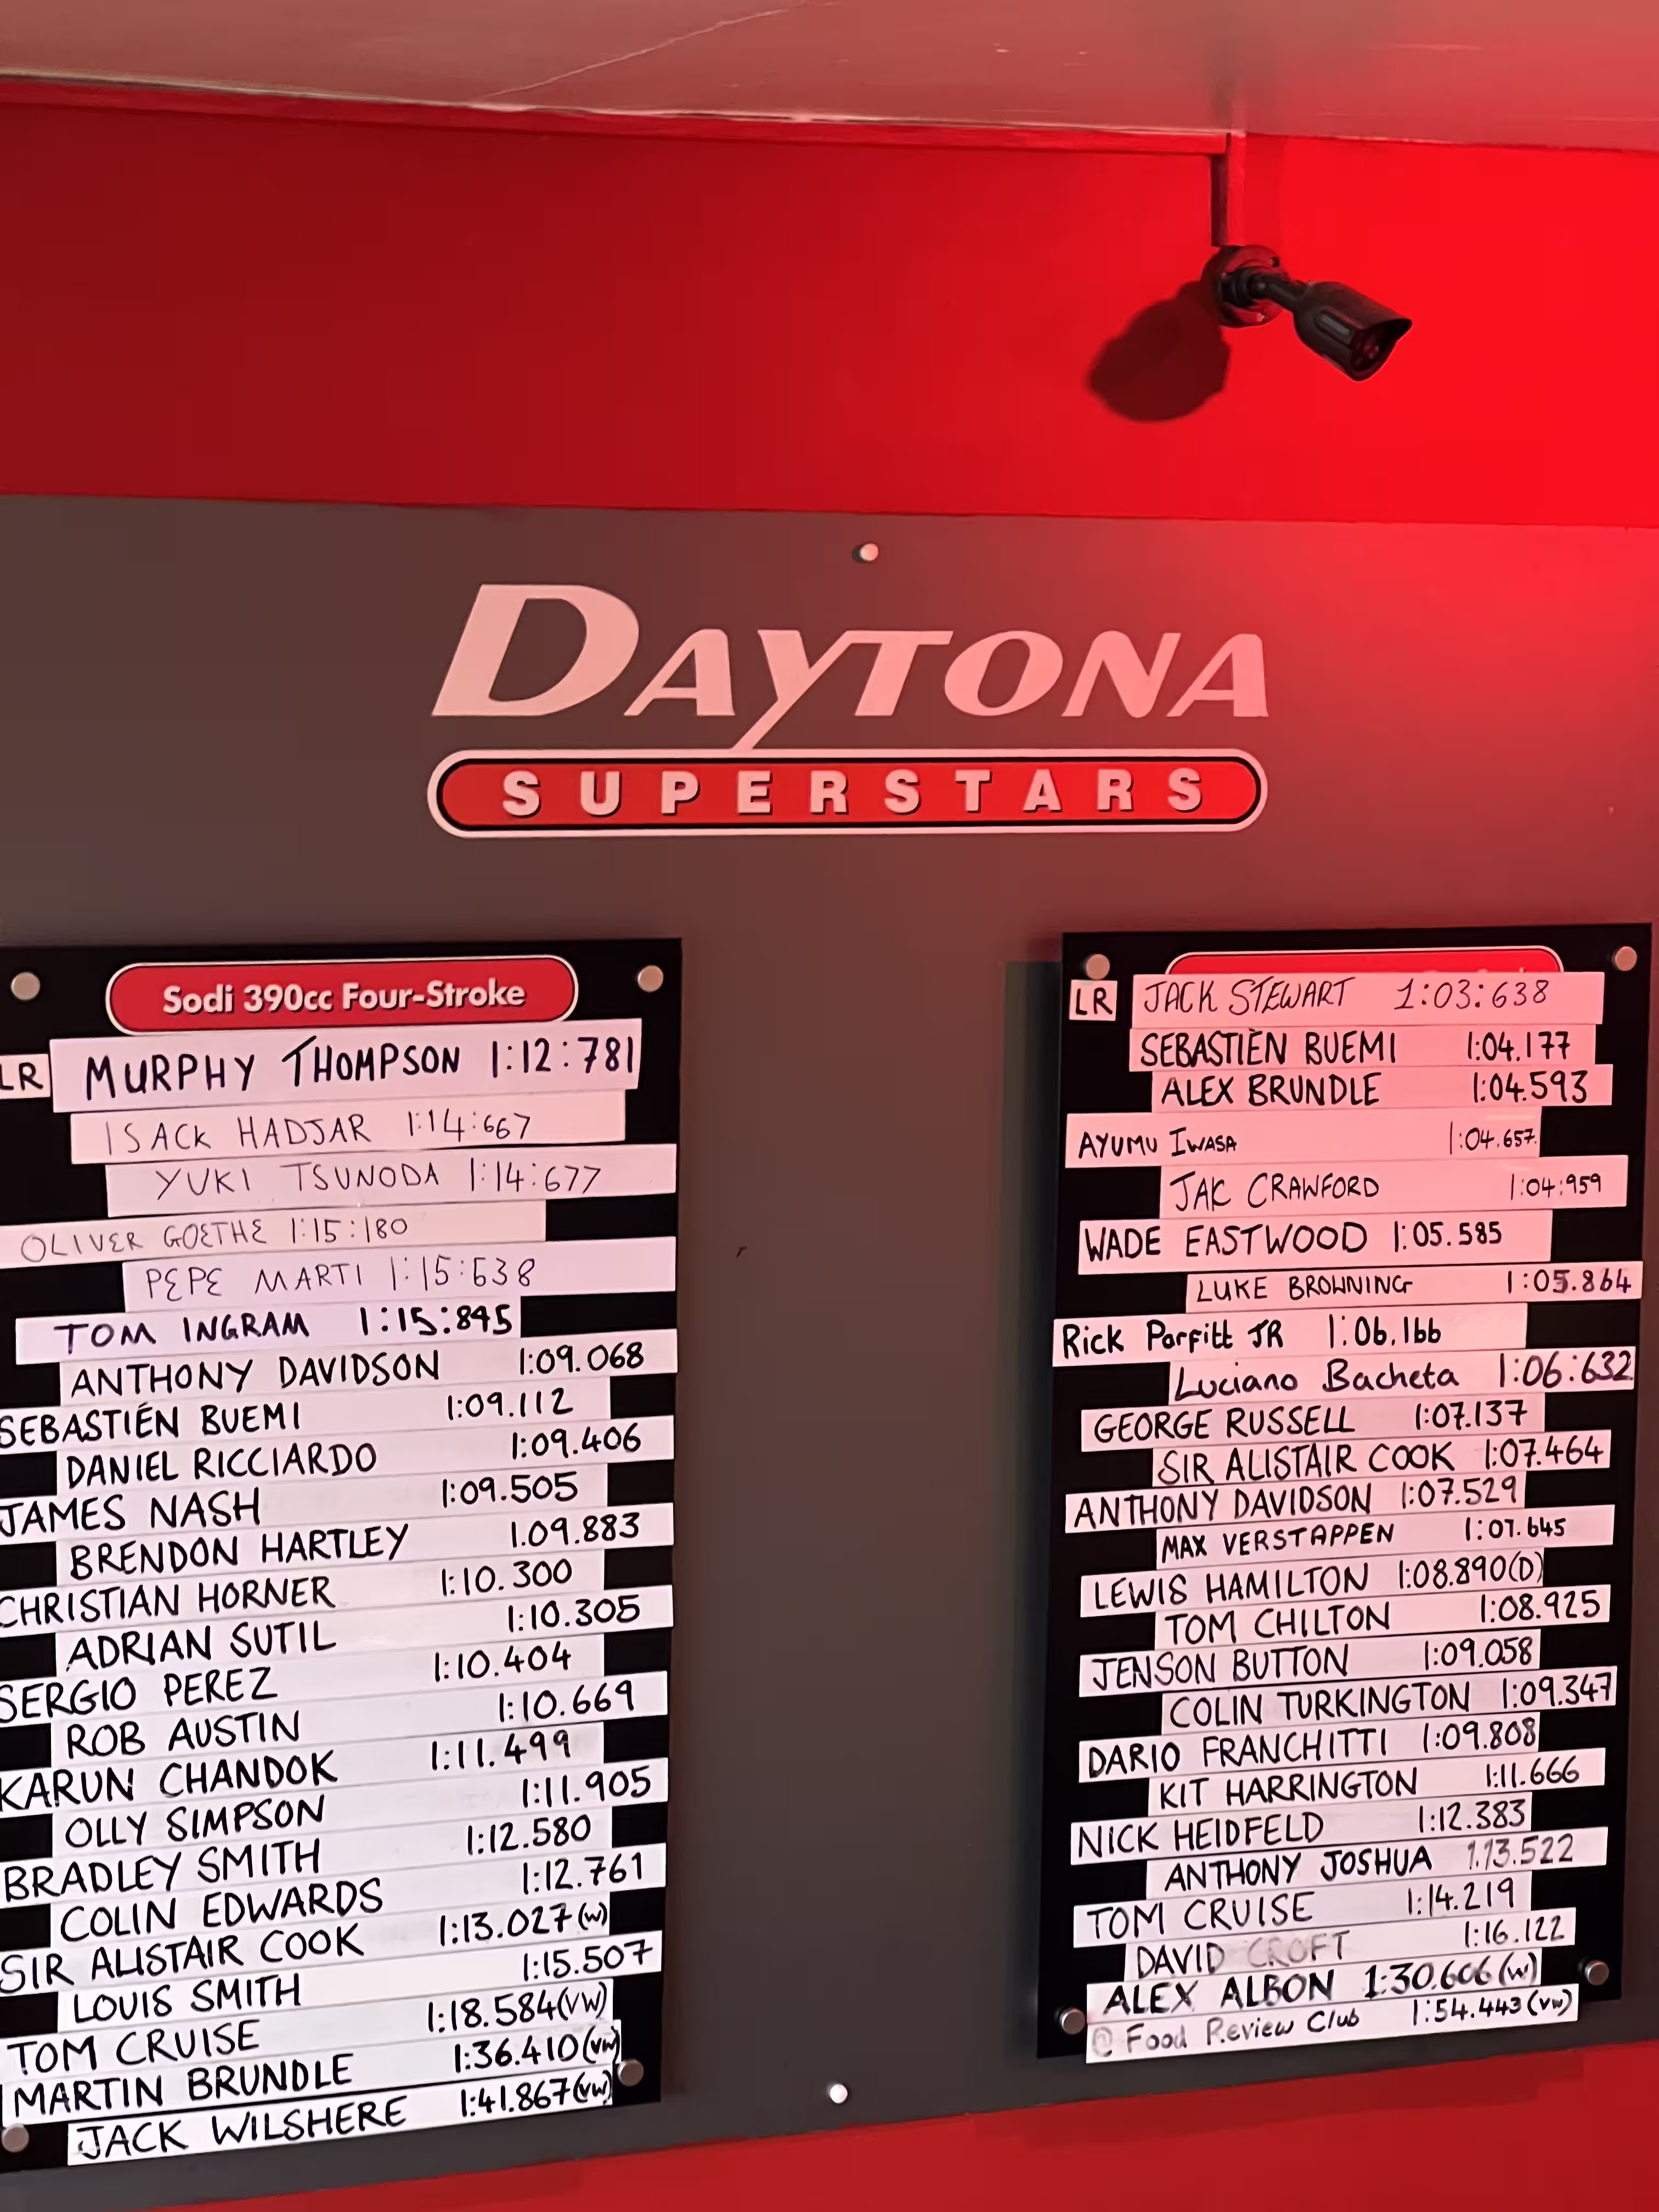 DAYTONA
SUPERSTARS
Sodi 390cc Four-Stroke
LR MURPHY THOMPSON 1:12:781
ISACK HADJAR 1:14:667
YUKI TSUNODA 1:14:677
OLIVER GOETHE 1:15:180
PEPE MARTI 1:15:638
TOM INGRAM 1:15:845
ANTHONY DAVIDSON 1:09.068
SEBASTIÉN BUEMI 1:09.112
DANIEL RICCIARDO 1:09.406
JAMES NASH 1:09.505
BRENDON HARTLEY 1.09.883
CHRISTIAN HORNER 1:10.300
ADRIAN SUTIL 1:10.305
SERGIO PEREZ 1:10.404
ROB AUSTIN 1:10.669
KARUN CHANDOK 1:11.499
OLLY SIMPSON 1:11.905
BRADLEY SMITH 1:12.580
COLIN EDWARDS 1:12.761
SIR ALISTAIR COOK 1:13.027(W)
LOUIS SMITH 1:15.507
TOM CRUISE 1:18.584(VW)
MARTIN BRUNDLE 1:36.410(VW)
JACK WILSHERE 1:41.867(VW)
LR JACK STEWART 1:03:638
SEBASTIÈN BUEMI 1:04.177
ALEX BRUNDLE 1:04.593
AYUMU IWASA 1:04.657
JAK CRAWFORD 1:04:959
WADE EASTWOOD 1:05.585
LUKE BROWNING 1:05.864
Rick Parfitt JR 1:06.166
Luciano Bacheta 1:06:632
GEORGE RUSSELL 1:07.137
SIR ALISTAIR COOK 1:07.464
ANTHONY DAVIDSON 1:07.529
MAX VERSTAPPEN 1:07.645
LEWIS HAMILTON 1:08.890(D)
TOM CHILTON 1:08.925
JENSON BUTTON 1:09.058
COLIN TURKINGTON 1:09.347
DARIO FRANCHITTI 1:09.808
KIT HARRINGTON 1:11.666
NICK HEIDFELD 1:12.383
ANTHONY JOSHUA 1.13.522
TOM CRUISE 1:14.219
DAVID CROFT 1:16.122
ALEX ALBON 1:30.606(W)
@ Food Review Club 1:54.443(VW)